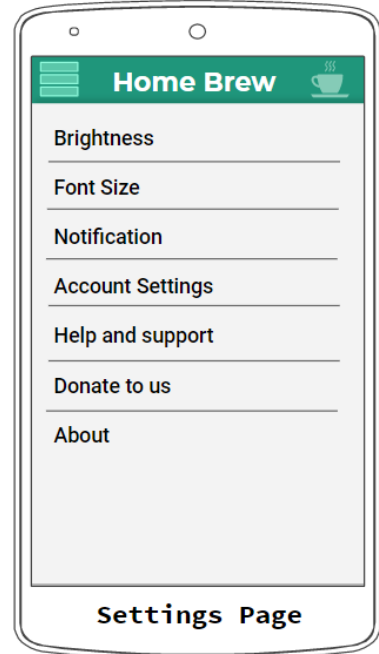 Home Brew
Brightness
Font Size
Notification
Account Settings
Help and support
Donate to us
About
Settings Page